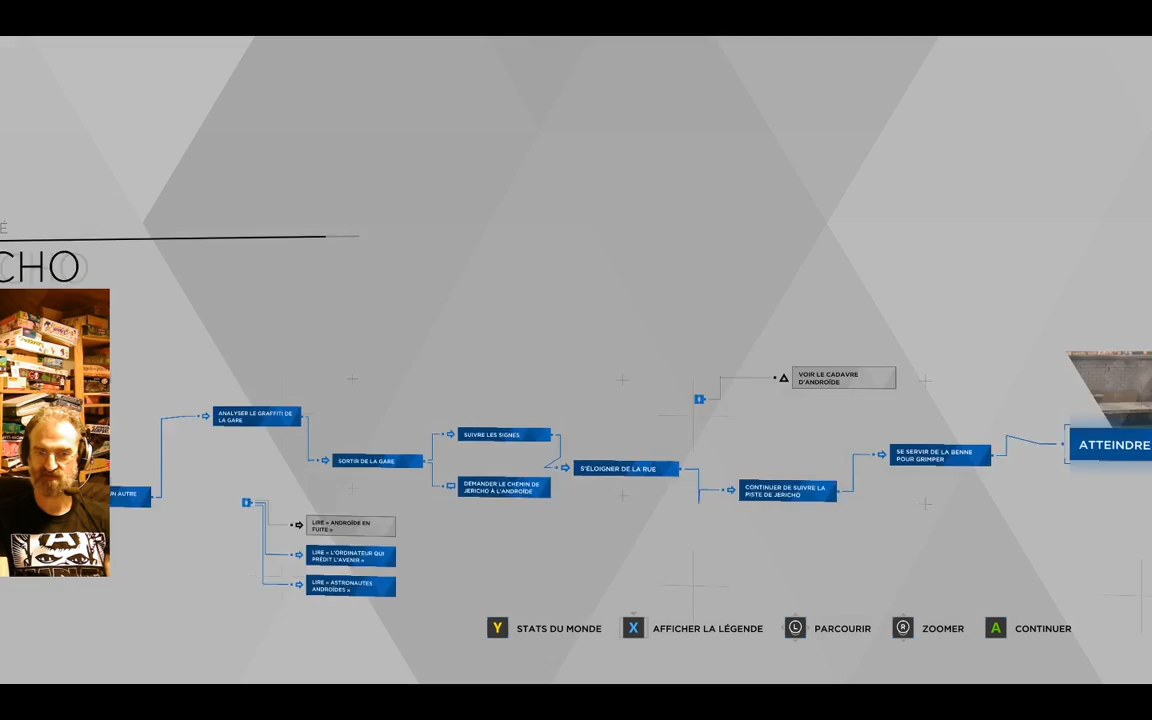 É
CHO
VOIR LE CADAVRE
D'ANDROÏDE
ANALYSER LE GRAFFITI DE
LA GARE
SUIVRE LES SIGNES
SORTIR DE LA GARE
S'ÉLOIGNER DE LA RUE
SE SERVIR DE LA BENNE
POUR GRIMPER
ATTEINDRE
DEMANDER LE CHEMIN DE
JERICHO À L'ANDROÏDE
CONTINUER DE SUIVRE LA
PISTE DE JERICHO
UN AUTRE
LIRE « ANDROÏDE EN
FUITE »
LIRE « L'ORDINATEUR QUI
PRÉDIT L'AVENIR »
LIRE « ASTRONAUTES
ANDROÏDES »
Y STATS DU MONDE X AFFICHER LA LÉGENDE L PARCOURIR R ZOOMER A CONTINUER